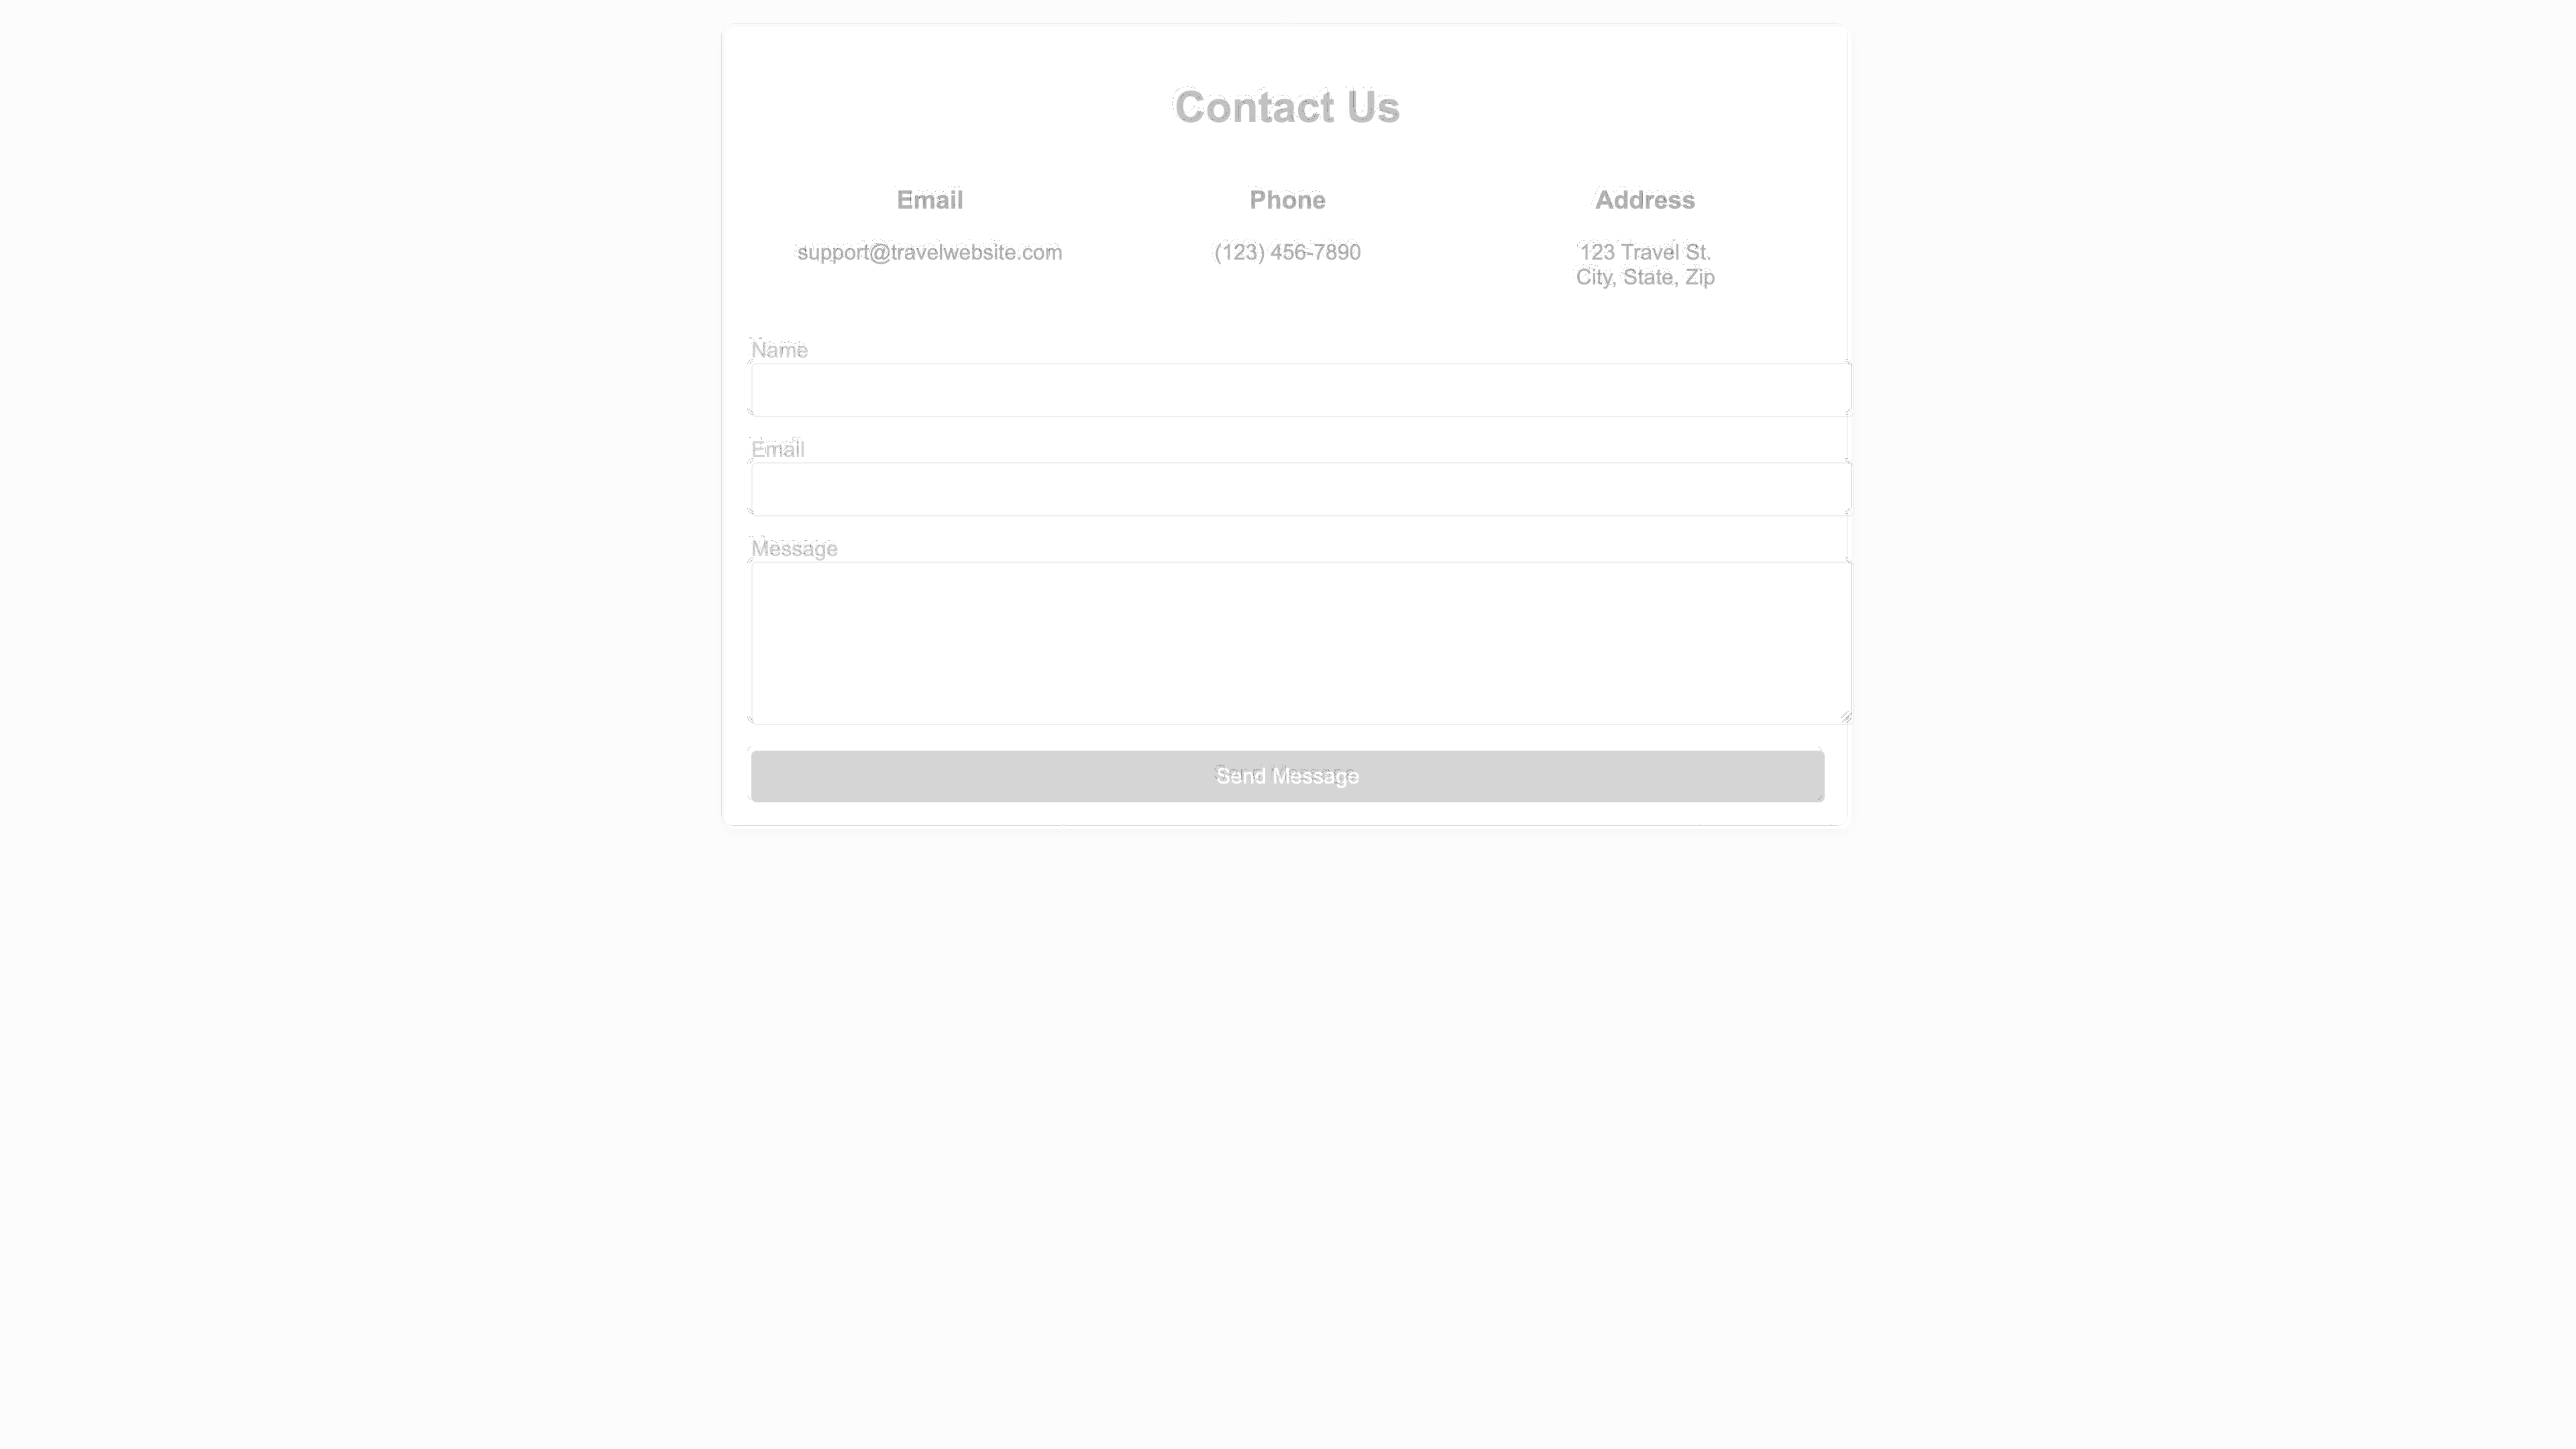 Contact Us
Email
support@travelwebsite.com
Phone
(123) 456-7890
Address
123 Travel St.
City, State, Zip
Name
Email
Message
Send Message